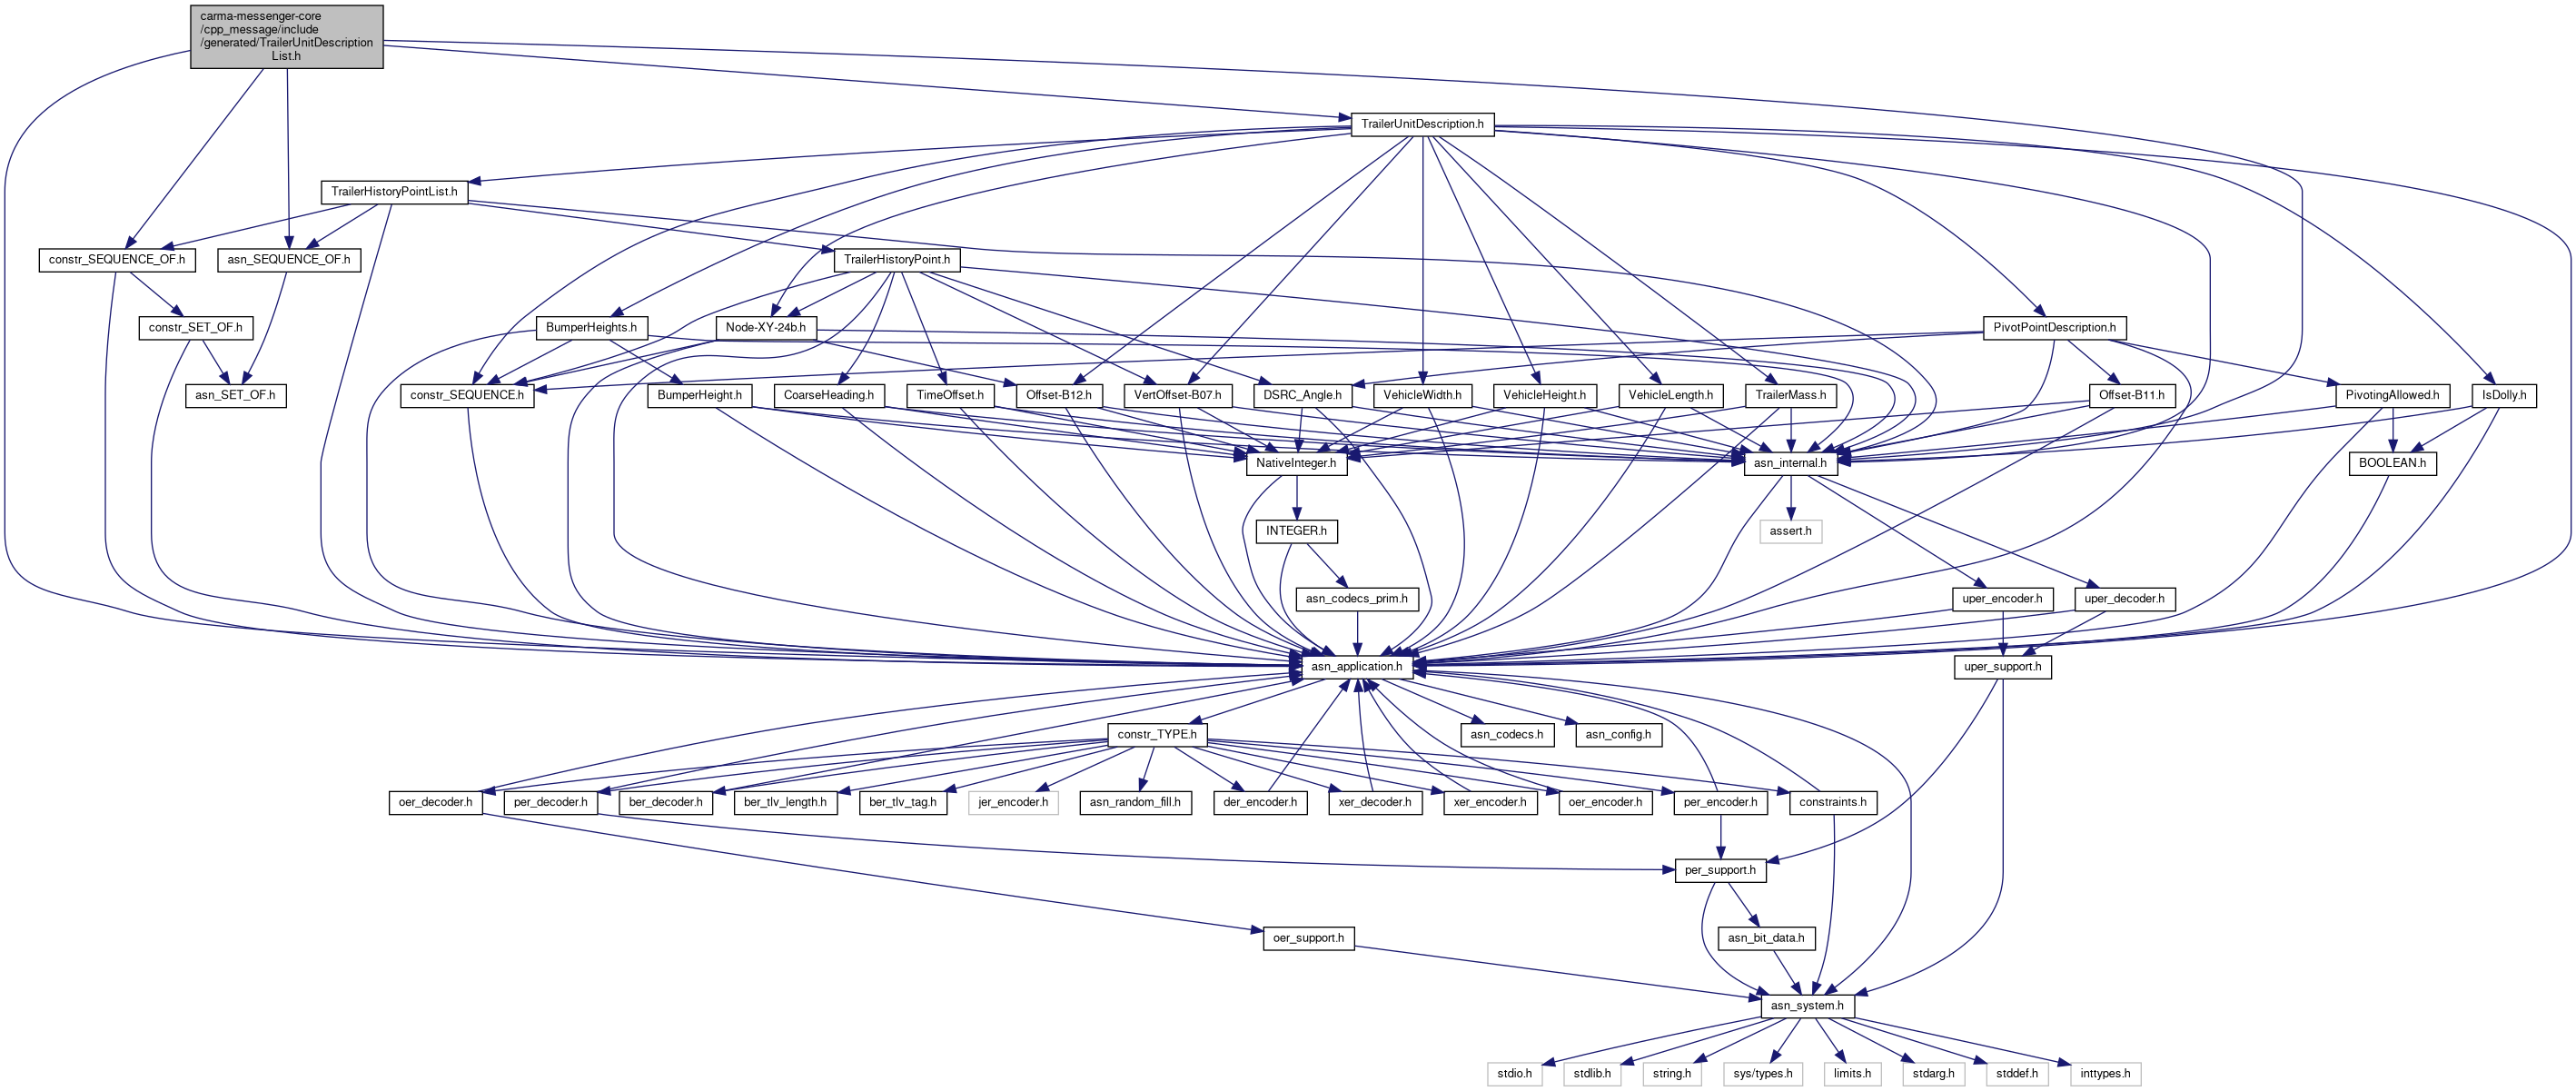 carma-messenger-core
/cpp_message/include
/generated/TrailerUnitDescription
List.h
TrailerUnitDescription.h
TrailerHistoryPointList.h
constr_SEQUENCE_OF.h
asn_SEQUENCE_OF.h
TrailerHistoryPoint.h
constr_SET_OF.h
BumperHeights.h
Node-XY-24b.h
PivotPointDescription.h
asn_SET_OF.h
constr_SEQUENCE.h
BumperHeight.h
CoarseHeading.h
TimeOffset.h
Offset-B12.h
VertOffset-B07.h
DSRC_Angle.h
VehicleWidth.h
VehicleHeight.h
VehicleLength.h
TrailerMass.h
Offset-B11.h
PivotingAllowed.h
IsDolly.h
NativeInteger.h
asn_internal.h
BOOLEAN.h
INTEGER.h
assert.h
asn_codecs_prim.h
uper_encoder.h
uper_decoder.h
asn_application.h
uper_support.h
constr_TYPE.h
asn_codecs.h
asn_config.h
oer_decoder.h
per_decoder.h
ber_decoder.h
ber_tlv_length.h
ber_tlv_tag.h
jer_encoder.h
asn_random_fill.h
der_encoder.h
xer_decoder.h
xer_encoder.h
oer_encoder.h
per_encoder.h
constraints.h
per_support.h
oer_support.h
asn_bit_data.h
asn_system.h
stdio.h
stdlib.h
string.h
sys/types.h
limits.h
stdarg.h
stddef.h
inttypes.h